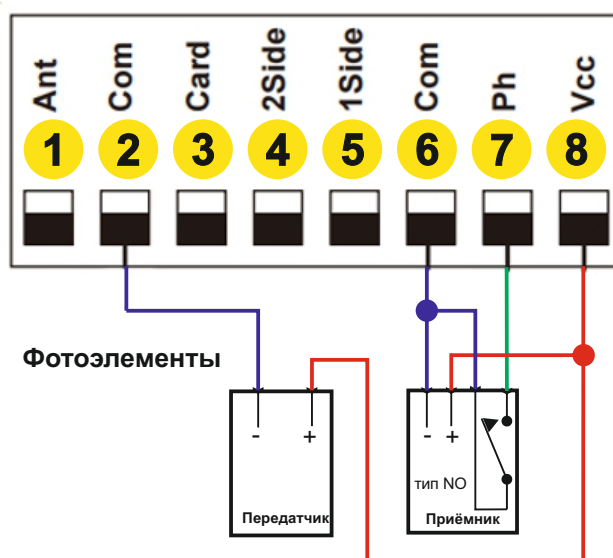 Ant Com Card 2Side 1Side Com Ph Vcc
1 2 3 4 5 6 7 8
Фотоэлементы
- + - +
тип NO
Передатчик Приёмник